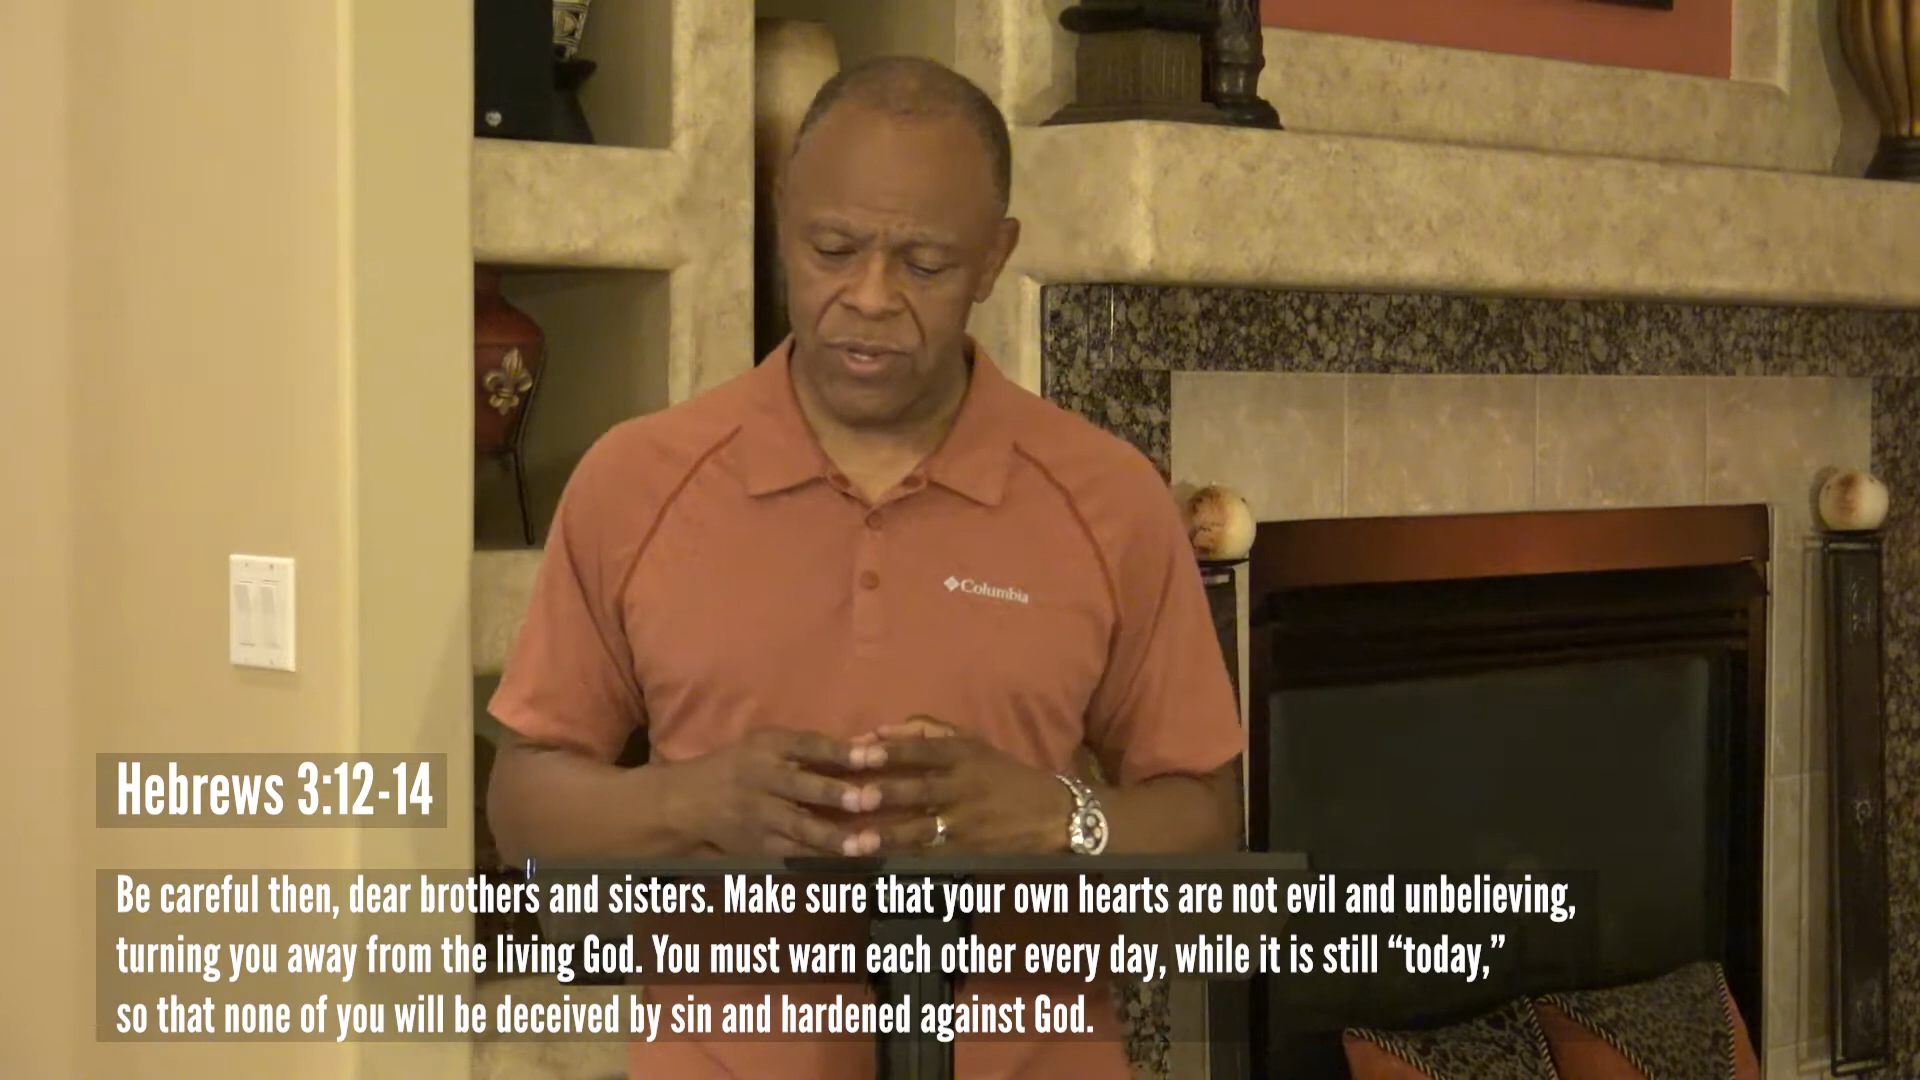 Columbia
Hebrews 3:12-14
Be careful then, dear brothers and sisters. Make sure that your own hearts are not evil and unbelieving,
turning you away from the living God. You must warn each other every day, while it is still “today,”
so that none of you will be deceived by sin and hardened against God.